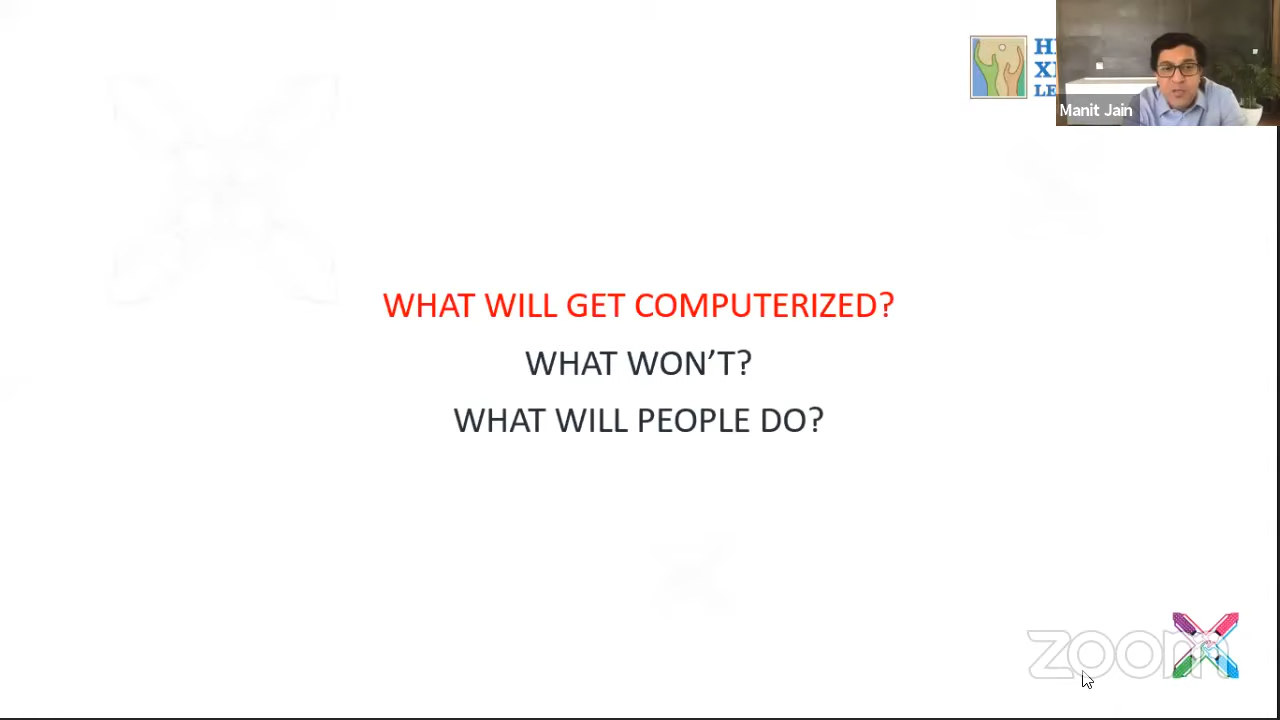 Manit Jain
WHAT WILL GET COMPUTERIZED?
WHAT WON’T?
WHAT WILL PEOPLE DO?
zoom